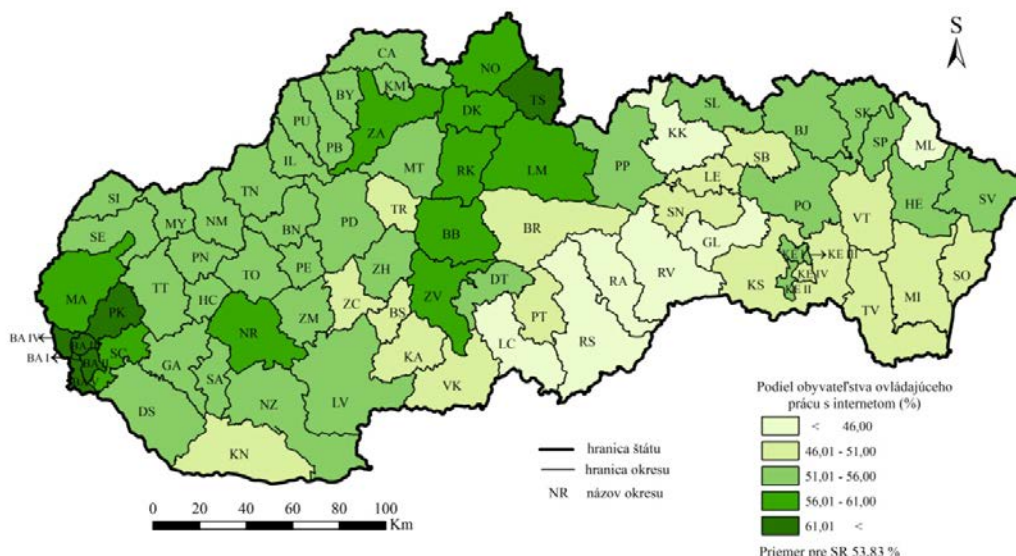 S
CA
NO
TS
BY
KM
DK
PU
ZA
PB
IL
MT
RK
LM
PP
KK
SL
BJ
SK
SP
ML
SB
LE
SI
TN
TR
SN
PO
HE
SV
MY
NM
PD
BB
BR
VT
SE
BN
GL
KE III
PN
PE
ZH
DT
RA
RV
KE IV
KE II
SO
MA
TT
TO
ZC
ZV
KS
MI
PK
HC
ZM
BS
PT
TV
BA IV
NR
LC
RS
SC
BA I
GA
SA
KA
VK
DS
NZ
LV
KN
hranica štátu
hranica okresu
NR názov okresu
0 20 40 60 80 100
Km
Podiel obyvateľstva ovládajúceho
prácu s internetom (%)
< 46,00
46,01 - 51,00
51,01 - 56,00
56,01 - 61,00
61,01 <
Priemer pre SR 53,83 %